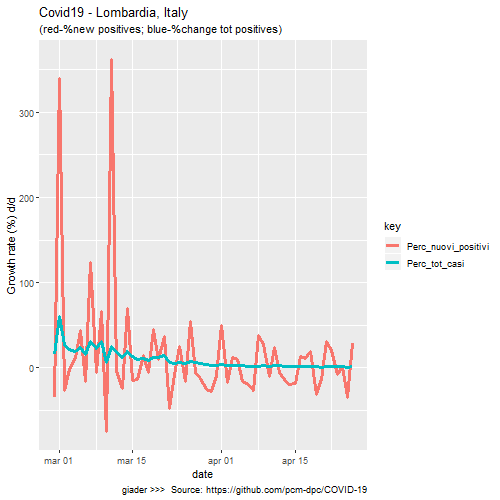 Covid19 - Lombardia, Italy
(red-%new positives; blue-%change tot positives)
Growth rate (%) d/d
300
200
100
0
mar 01
mar 15
apr 01
apr 15
date
key
Perc_nuovi_positivi
Perc_tot_casi
giader >>> Source: https://github.com/pcm-dpc/COVID-19